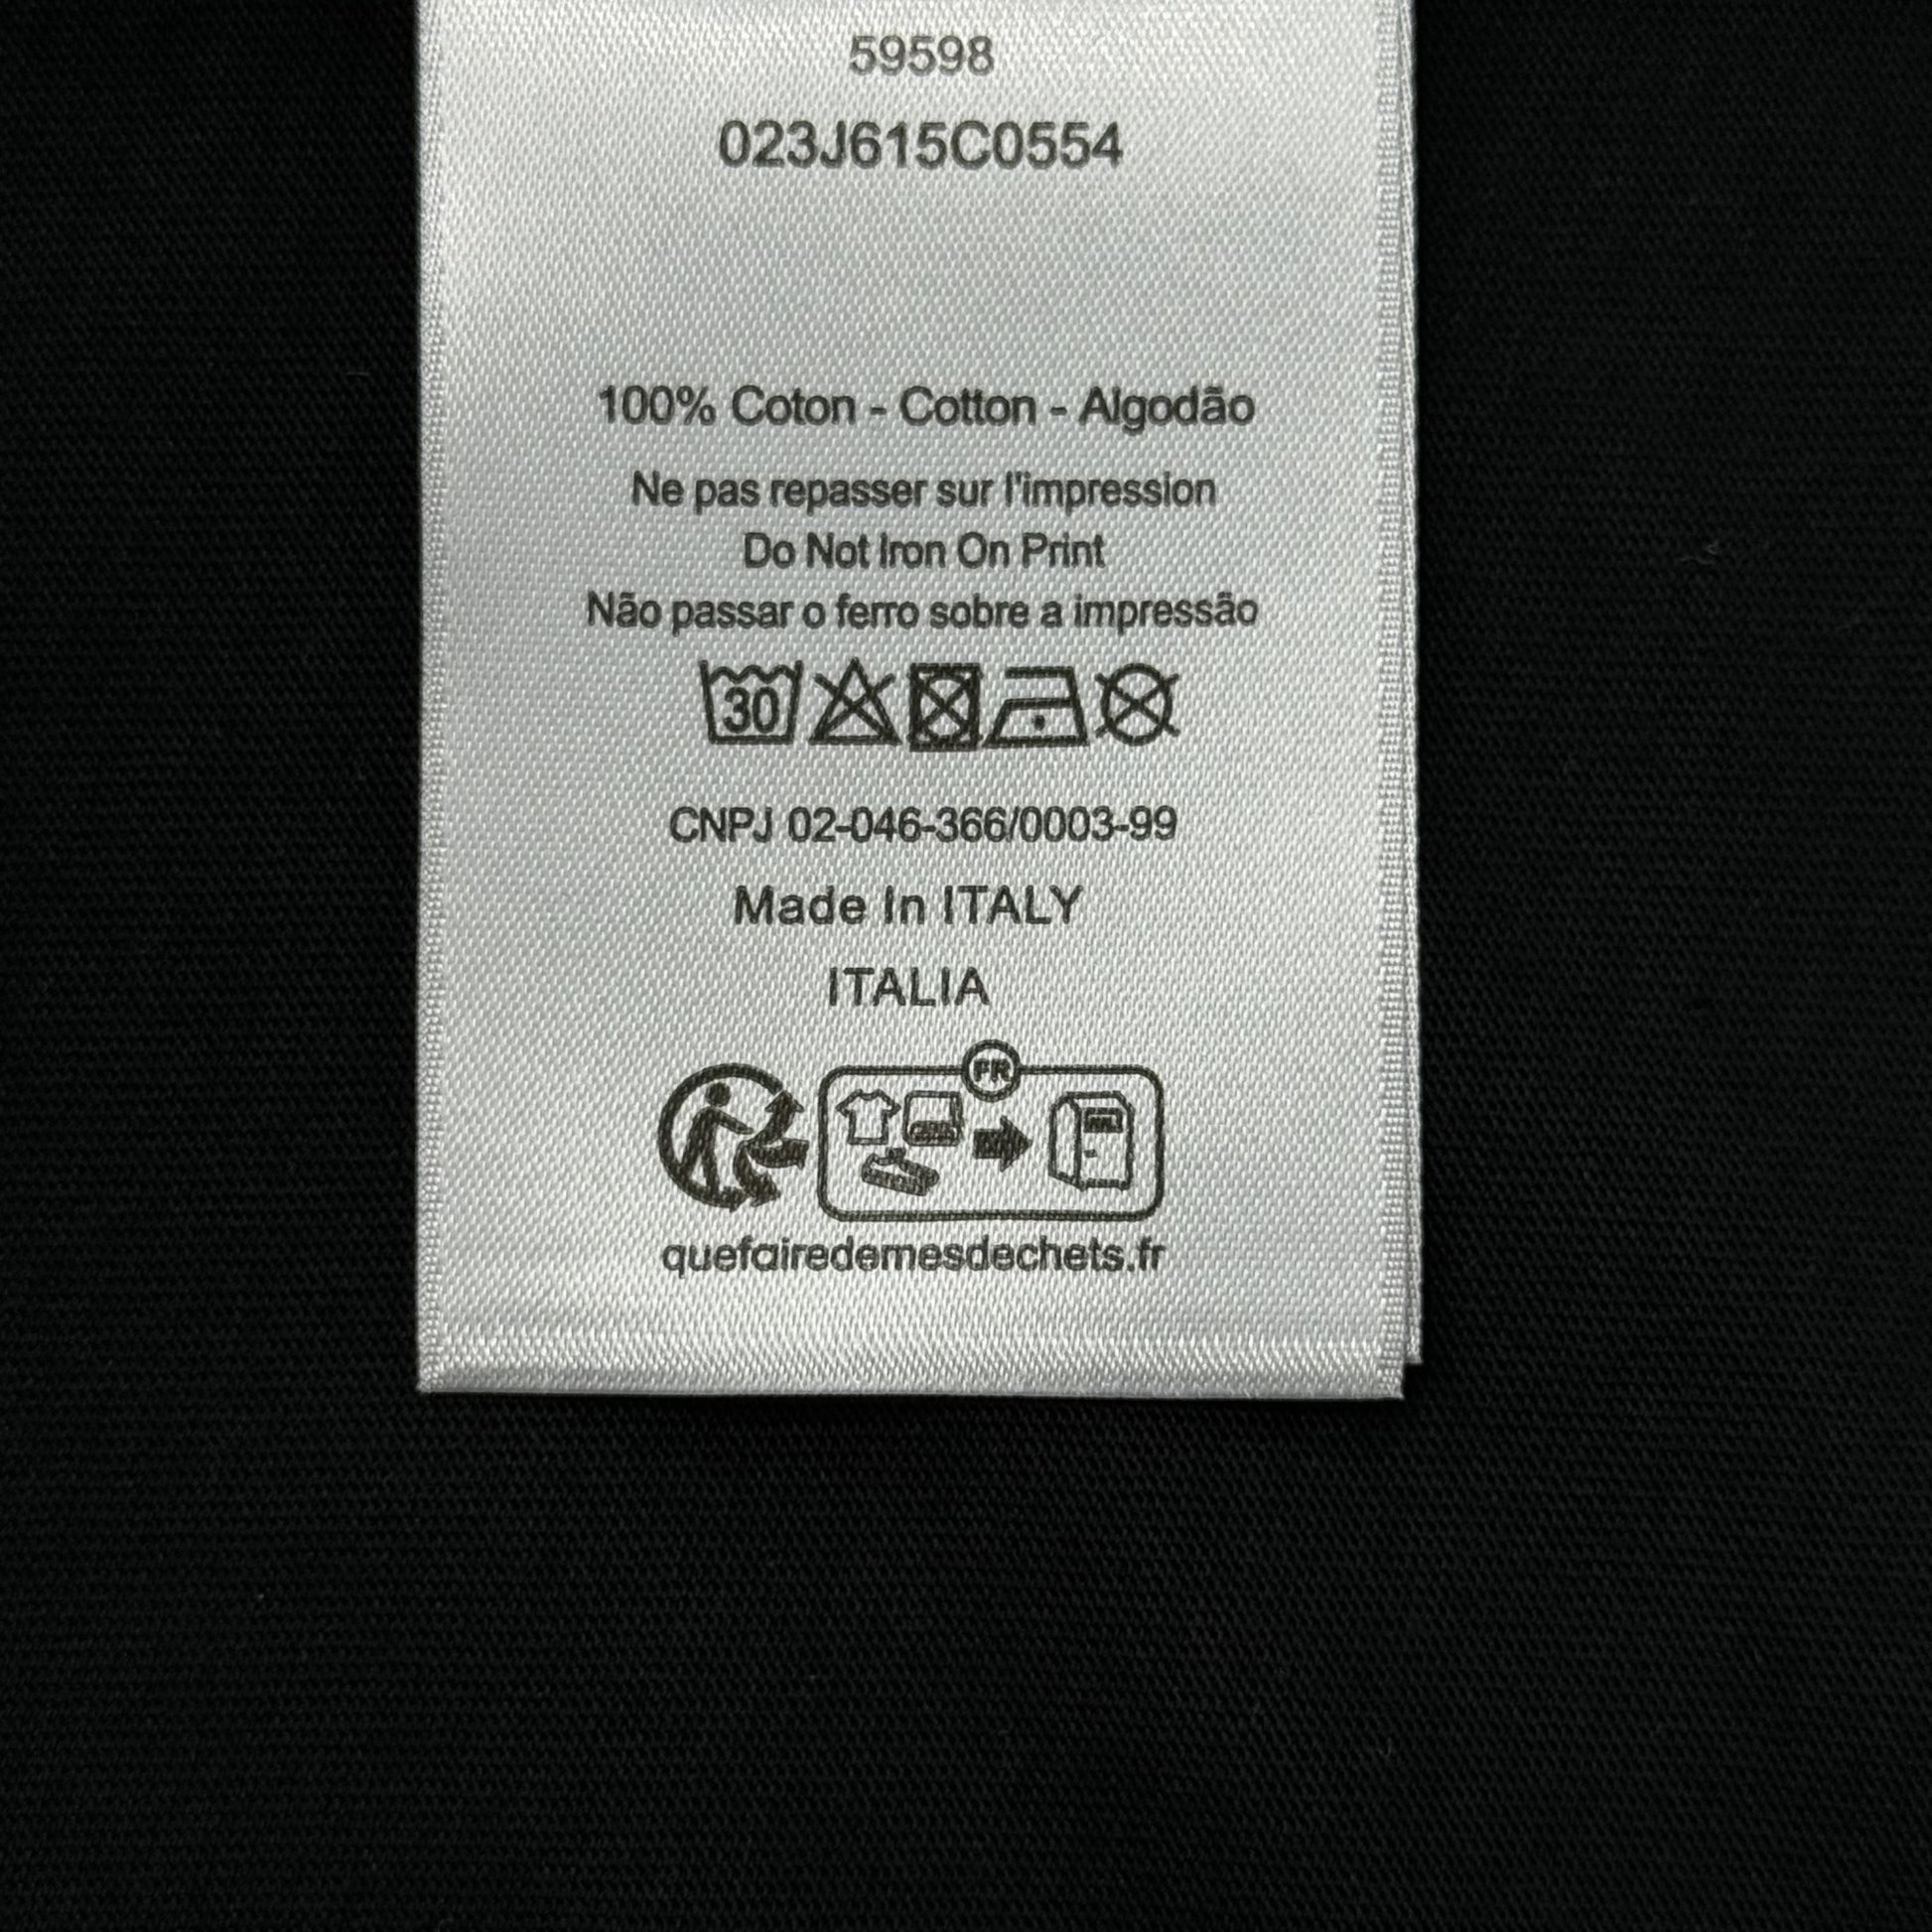 59598
023J615C0554
100% Coton - Cotton - Algodão
Ne pas repasser sur l'impression
Do Not Iron On Print
Não passar o ferro sobre a impressão
30
CNPJ 02-046-366/0003-99
Made In ITALY
ITALIA
FR
quefairedemesdechets.fr